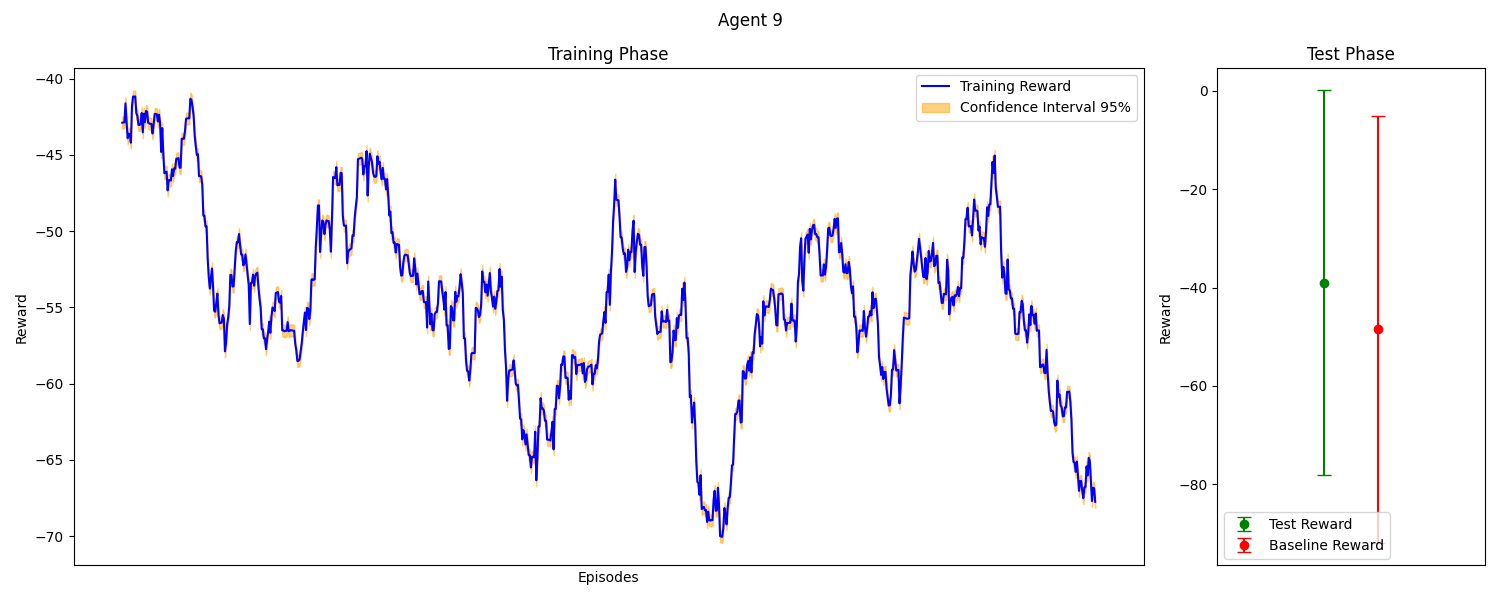 Agent 9
Training Phase
Test Phase
−40
−45
−50
−55
−60
−65
−70
Reward
Episodes
Training Reward
Confidence Interval 95%
0
−20
−40
−60
−80
Reward
Test Reward
Baseline Reward